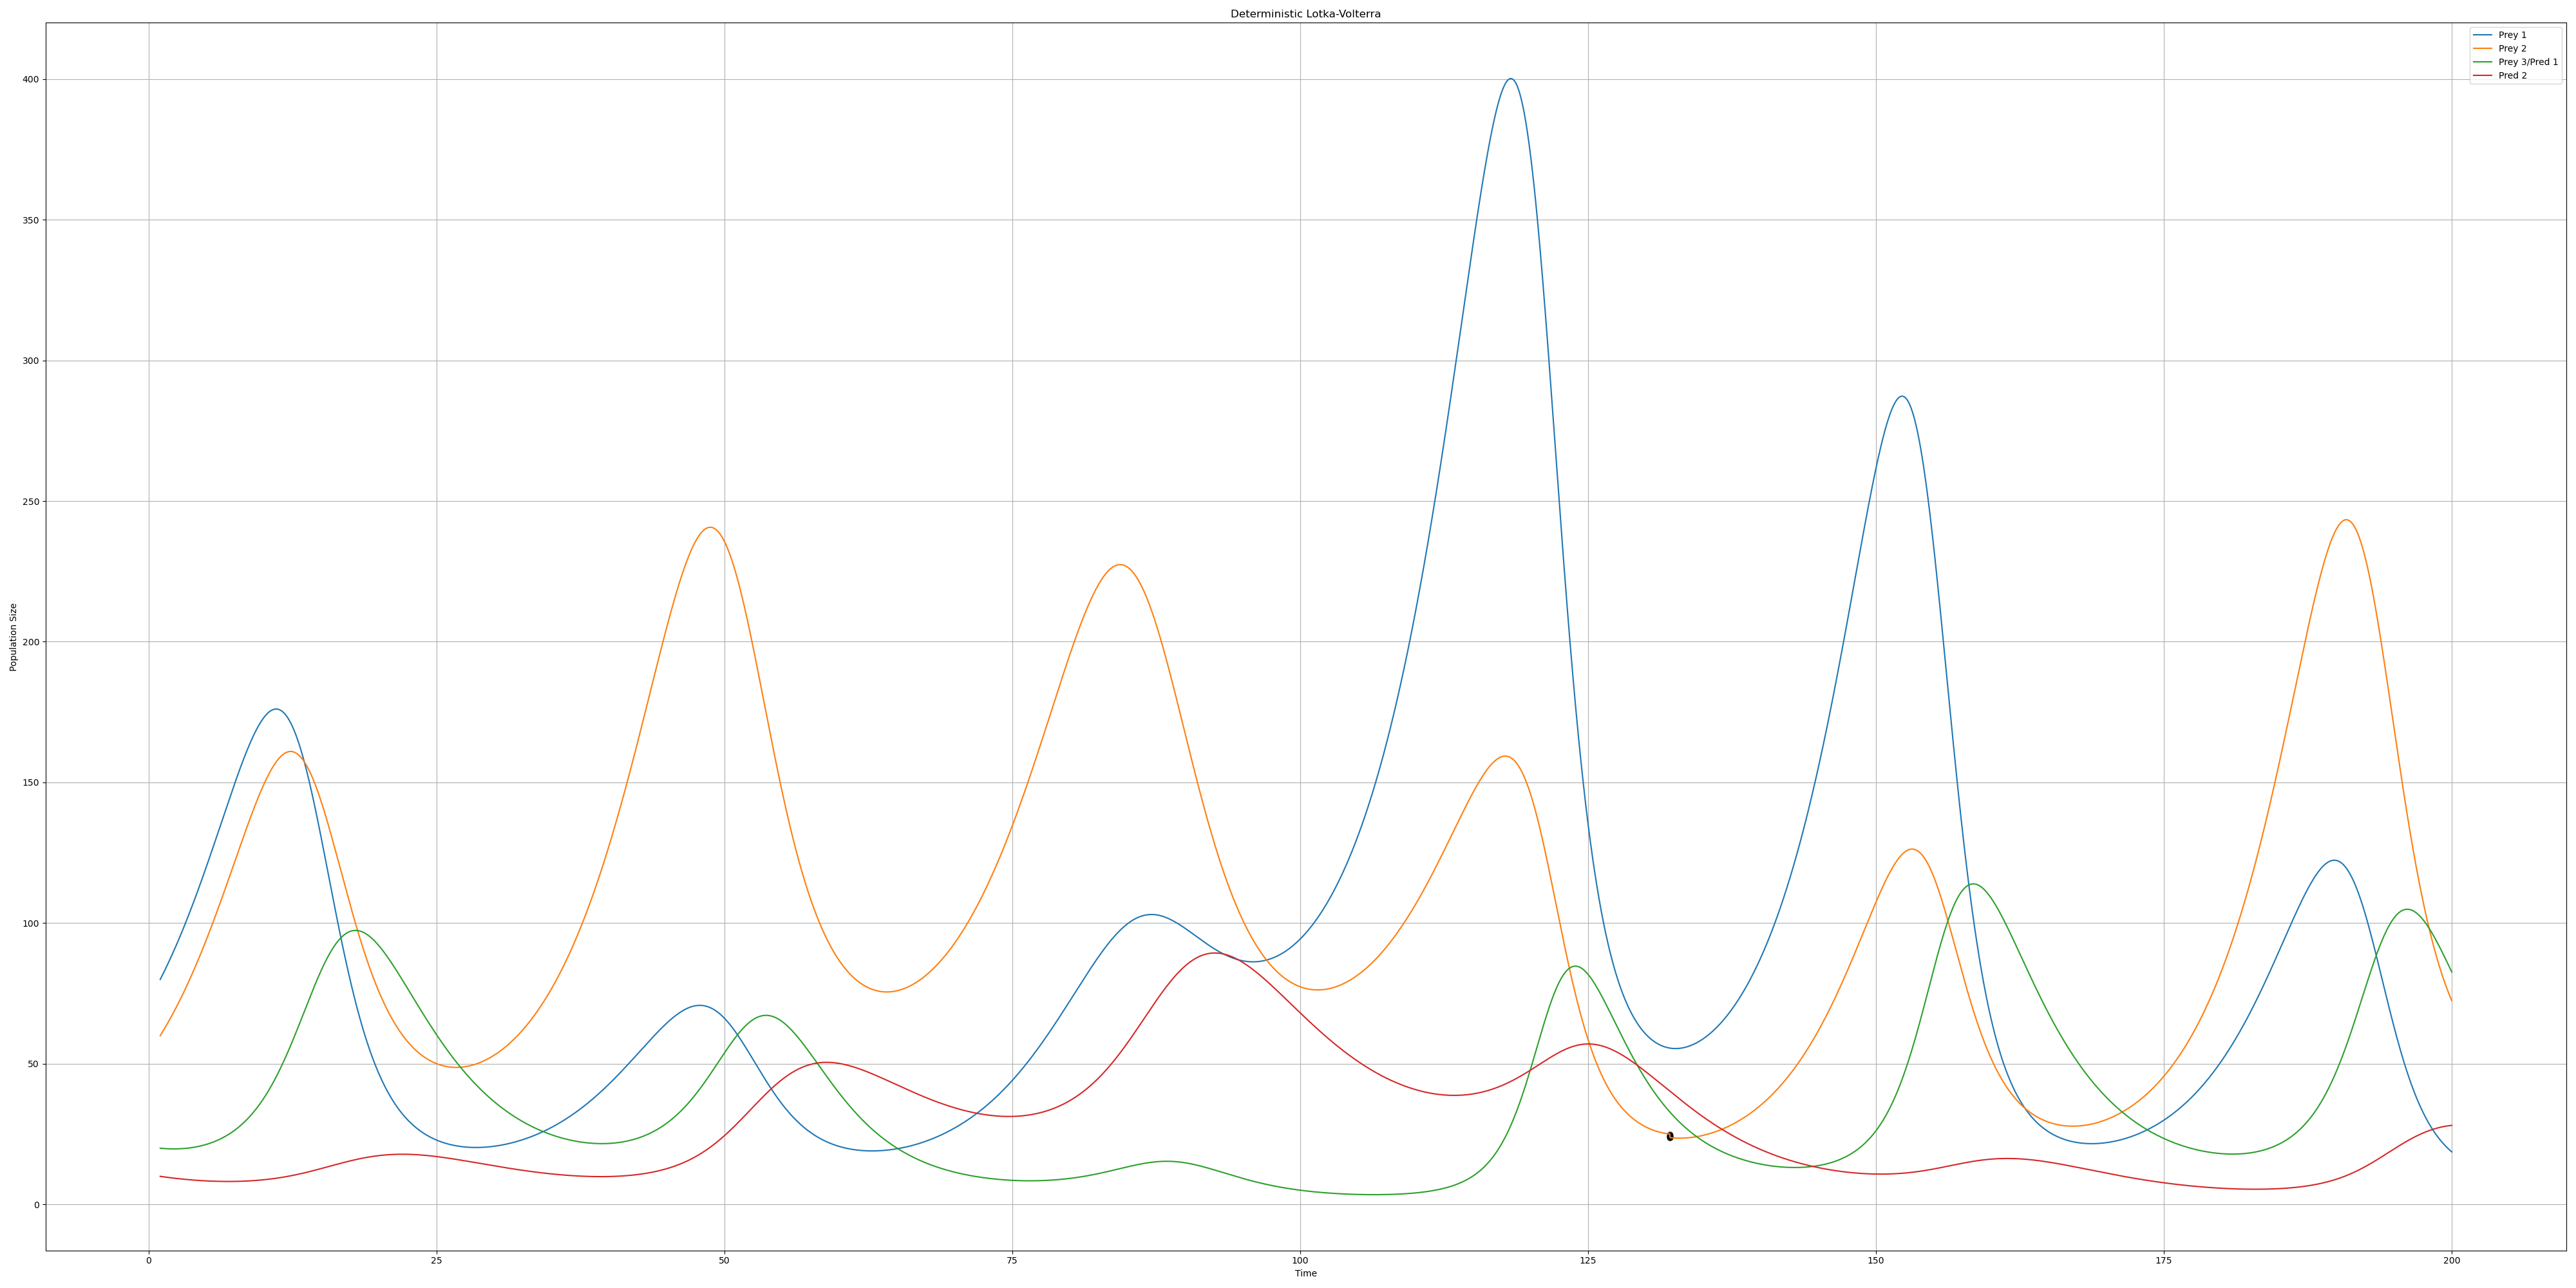 Deterministic Lotka-Volterra
Prey 1
Prey 2
Prey 3/Pred 1
Pred 2
Population Size
400
350
300
250
200
150
100
50
0
0 25 50 75 100 125 150 175 200
Time